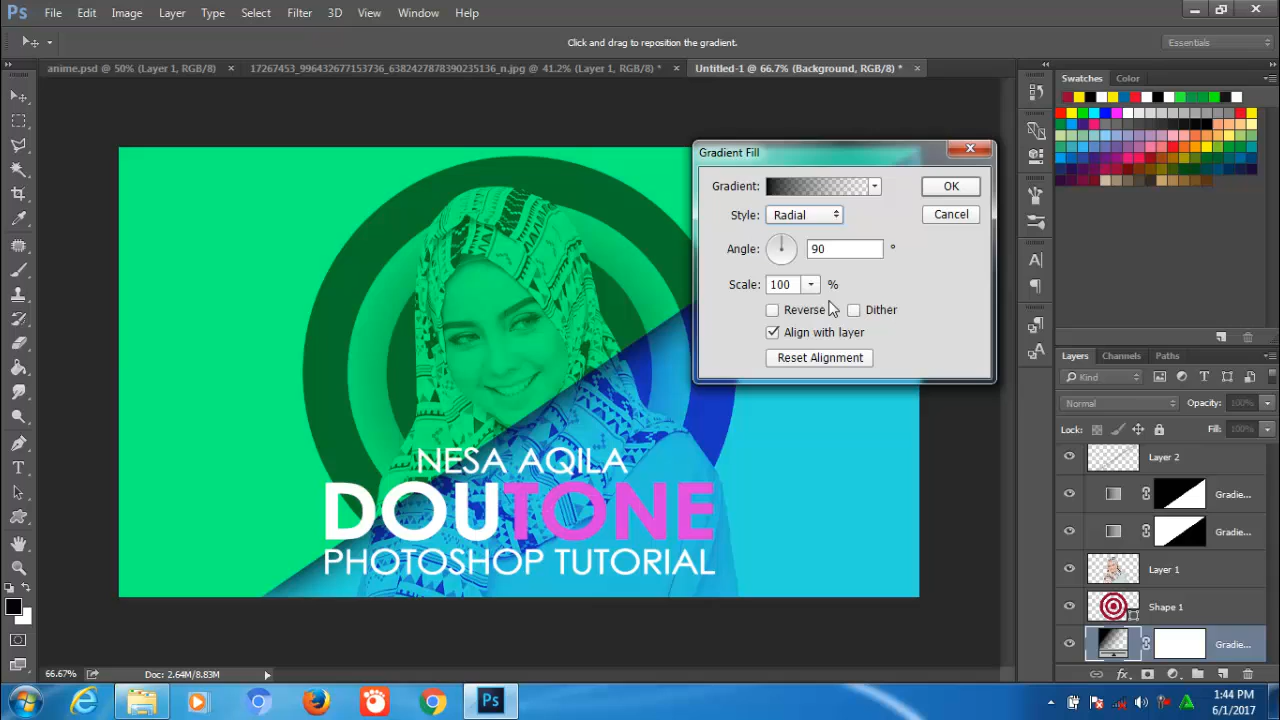 Ps File Edit Image Layer Type Select Filter 3D View Window Help
Click and drag to reposition the gradient.
Essentials
anime.psd @ 50% (Layer 1, RGB/8) ×
17267453_996432677153736_6382427878390235136_n.jpg @ 41.2% (Layer 1, RGB/8) * ×
Untitled-1 @ 66.7% (Background, RGB/8) * ×
Swatches Color
Gradient Fill
Gradient:
OK
Style: Radial
Cancel
Angle: 90 °
Scale: 100 %
Reverse Dither
Align with layer
Reset Alignment
NESA AQILA
DOUTONE
PHOTOSHOP TUTORIAL
Layers Channels Paths
Kind
Normal Opacity: 100%
Lock: Fill: 100%
Layer 2
Gradie...
Gradie...
Layer 1
Shape 1
Gradie...
66.67% Doc: 2.64M/8.83M
Ps
1:44 PM
6/1/2017